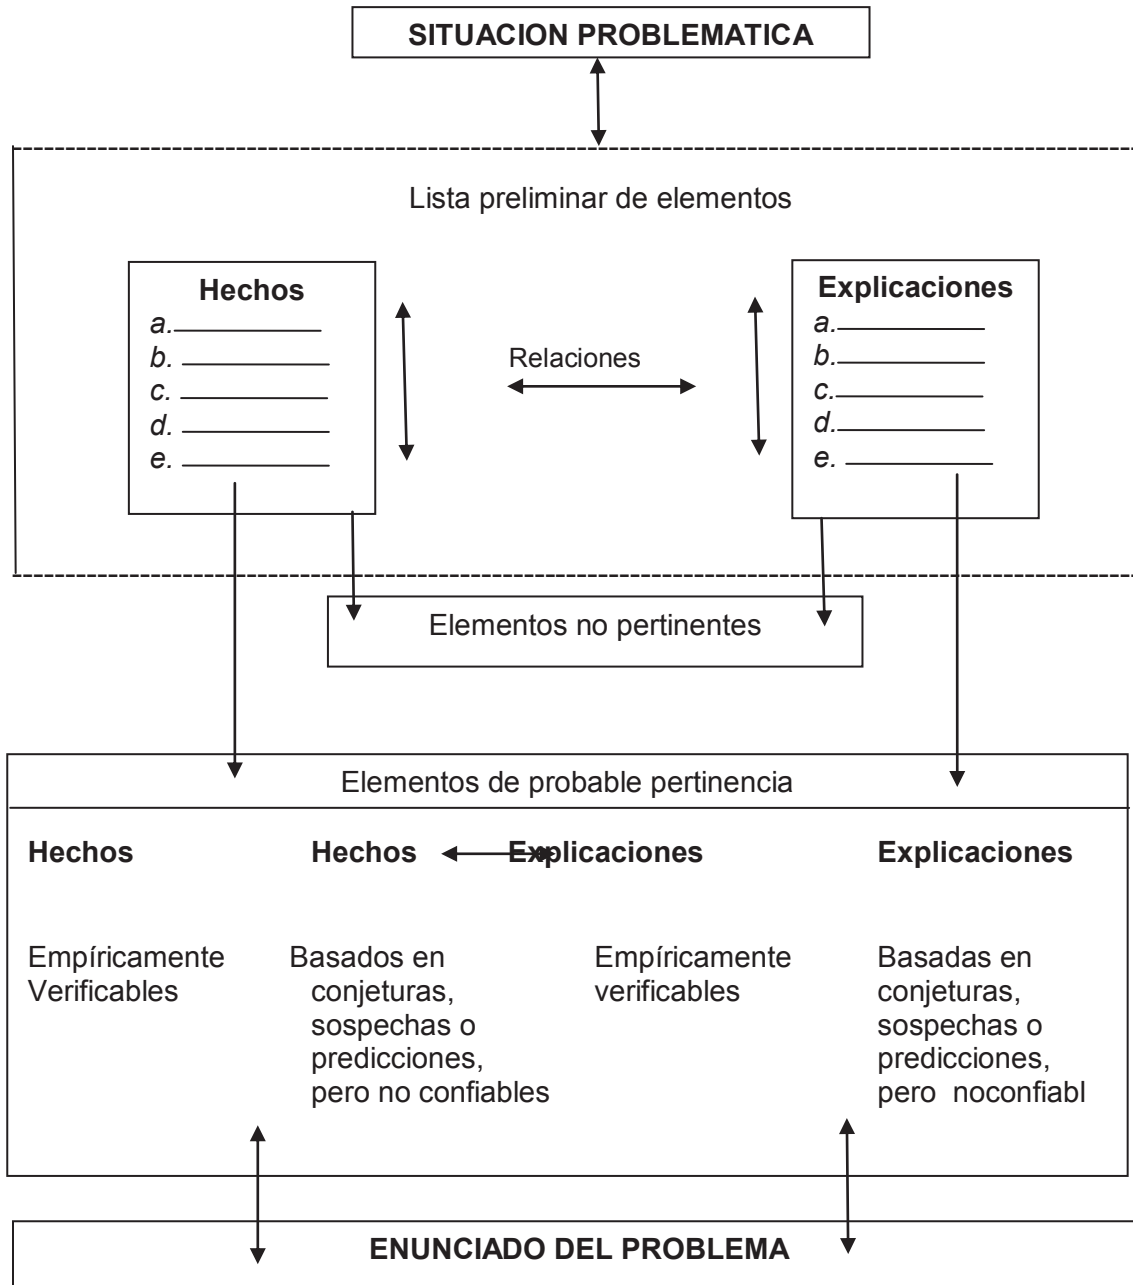 SITUACION PROBLEMATICA
Lista preliminar de elementos
Hechos
a.
b.
c.
d.
e.
Relaciones
Explicaciones
a.
b.
c.
d.
e.
Elementos no pertinentes
Elementos de probable pertinencia
Hechos
Empíricamente
Verificables
Hechos
Basados en
conjeturas,
sospechas o
predicciones,
pero no confiables
Explicaciones
Empíricamente
verificables
Explicaciones
Basadas en
conjeturas,
sospechas o
predicciones,
pero noconfiabl
ENUNCIADO DEL PROBLEMA